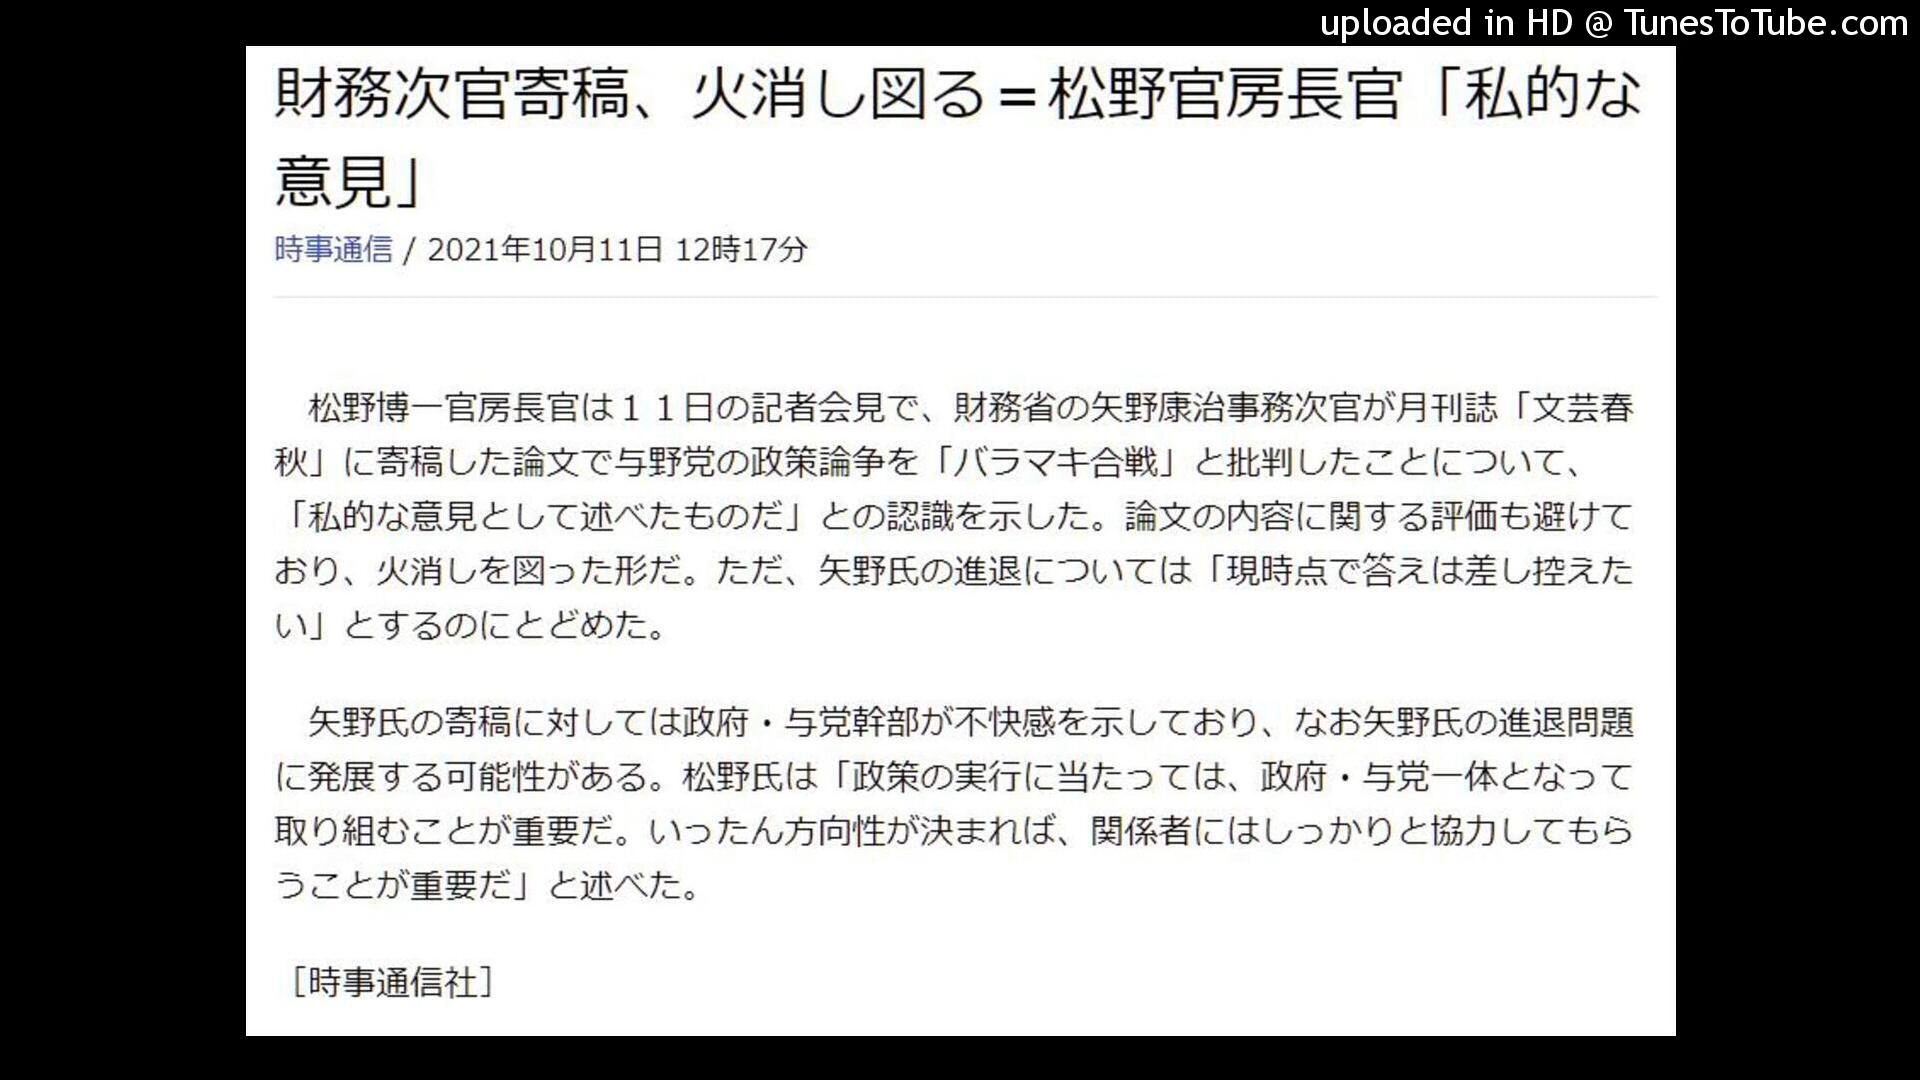 uploaded in HD @ TunesToTube.com
財務次官寄稿、火消し図る＝松野官房長官「私的な
意見」
時事通信 / 2021年10月11日 12時17分
松野博一官房長官は１１日の記者会見で、財務省の矢野康治事務次官が月刊誌「文芸春
秋」に寄稿した論文で与野党の政策論争を「バラマキ合戦」と批判したことについて、
「私的な意見として述べたものだ」との認識を示した。論文の内容に関する評価も避けて
おり、火消しを図った形だ。ただ、矢野氏の進退については「現時点で答えは差し控えた
い」とするのにとどめた。
矢野氏の寄稿に対しては政府・与党幹部が不快感を示しており、なお矢野氏の進退問題
に発展する可能性がある。松野氏は「政策の実行に当たっては、政府・与党一体となって
取り組むことが重要だ。いったん方向性が決まれば、関係者にはしっかりと協力してもら
うことが重要だ」と述べた。
［時事通信社］